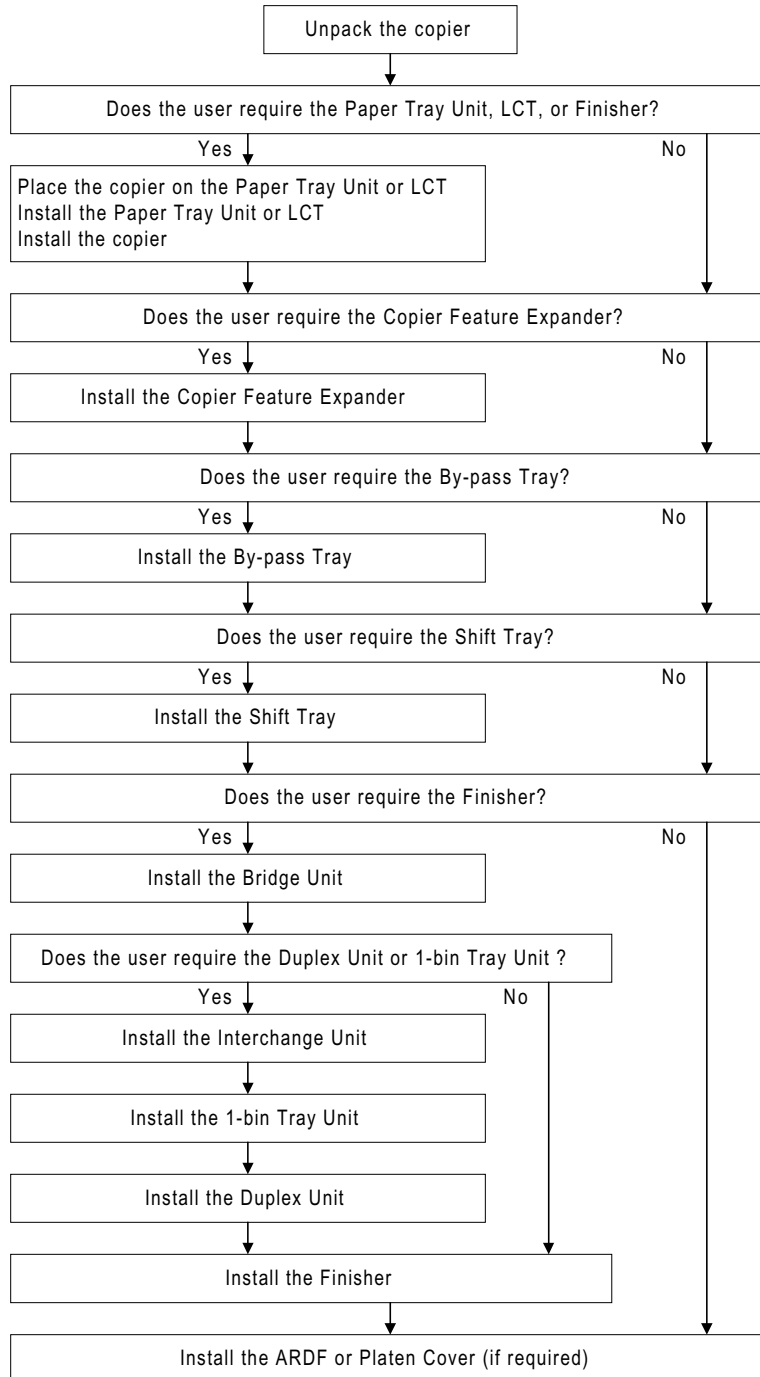 Unpack the copier
Does the user require the Paper Tray Unit, LCT, or Finisher?
Yes
No
Place the copier on the Paper Tray Unit or LCT
Install the Paper Tray Unit or LCT
Install the copier
Does the user require the Copier Feature Expander?
Yes
No
Install the Copier Feature Expander
Does the user require the By-pass Tray?
Yes
No
Install the By-pass Tray
Does the user require the Shift Tray?
Yes
No
Install the Shift Tray
Does the user require the Finisher?
Yes
No
Install the Bridge Unit
Does the user require the Duplex Unit or 1-bin Tray Unit ?
Yes
No
Install the Interchange Unit
Install the 1-bin Tray Unit
Install the Duplex Unit
Install the Finisher
Install the ARDF or Platen Cover (if required)